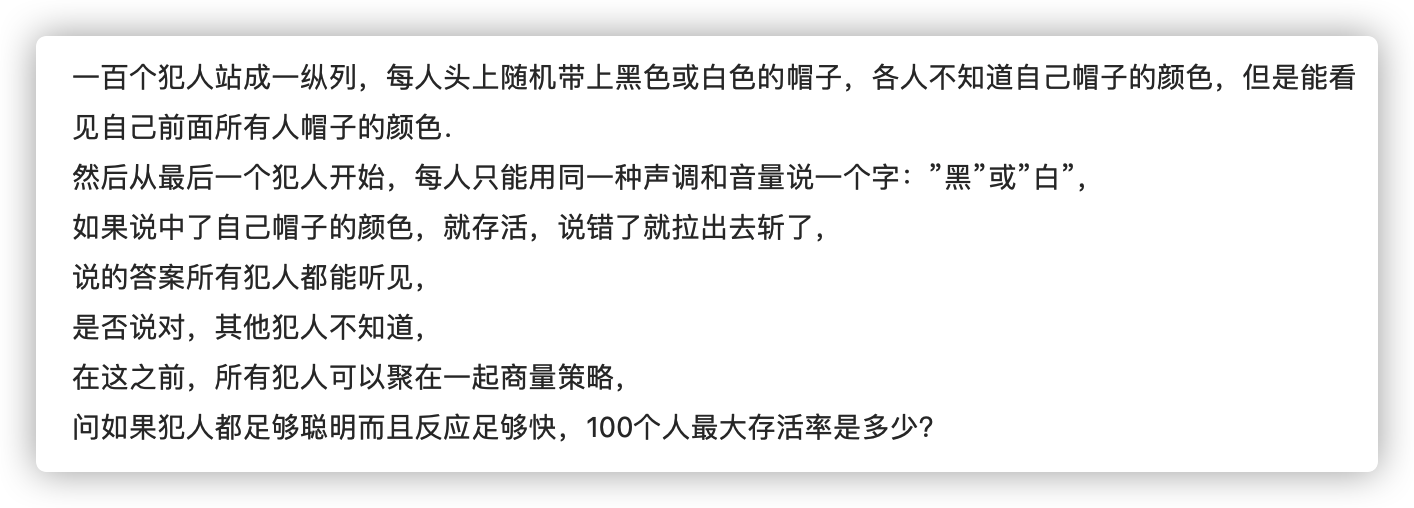 一百个犯人站成一纵列，每人头上随机带上黑色或白色的帽子，各人不知道自己帽子的颜色，但是能看
见自己前面所有人帽子的颜色.
然后从最后一个犯人开始，每人只能用同一种声调和音量说一个字：”黑”或”白”，
如果说中了自己帽子的颜色，就存活，说错了就拉出去斩了，
说的答案所有犯人都能听见，
是否说对，其他犯人不知道，
在这之前，所有犯人可以聚在一起商量策略，
问如果犯人都足够聪明而且反应足够快，100个人最大存活率是多少?